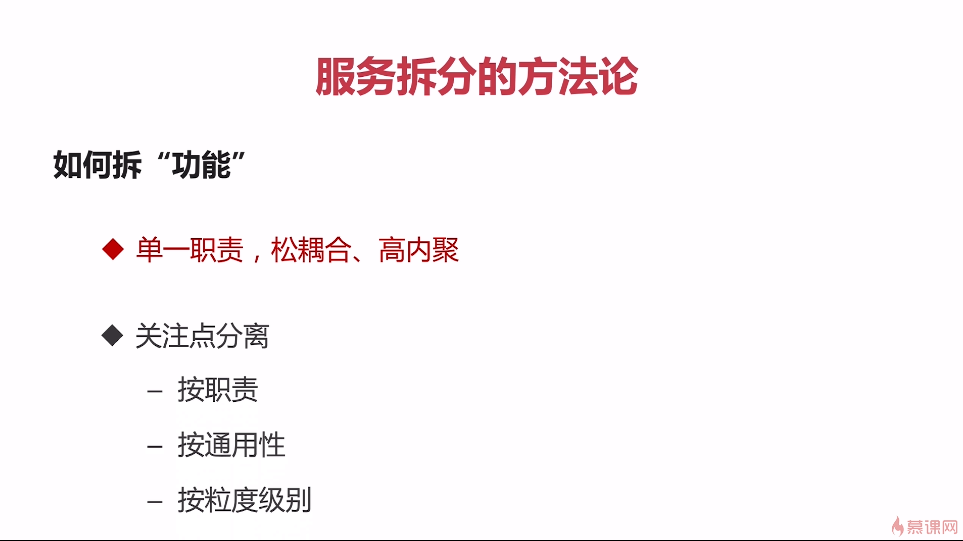 服务拆分的方法论
如何拆“功能”
◆ 单一职责，松耦合、高内聚
◆ 关注点分离
– 按职责
– 按通用性
– 按粒度级别
慕课网